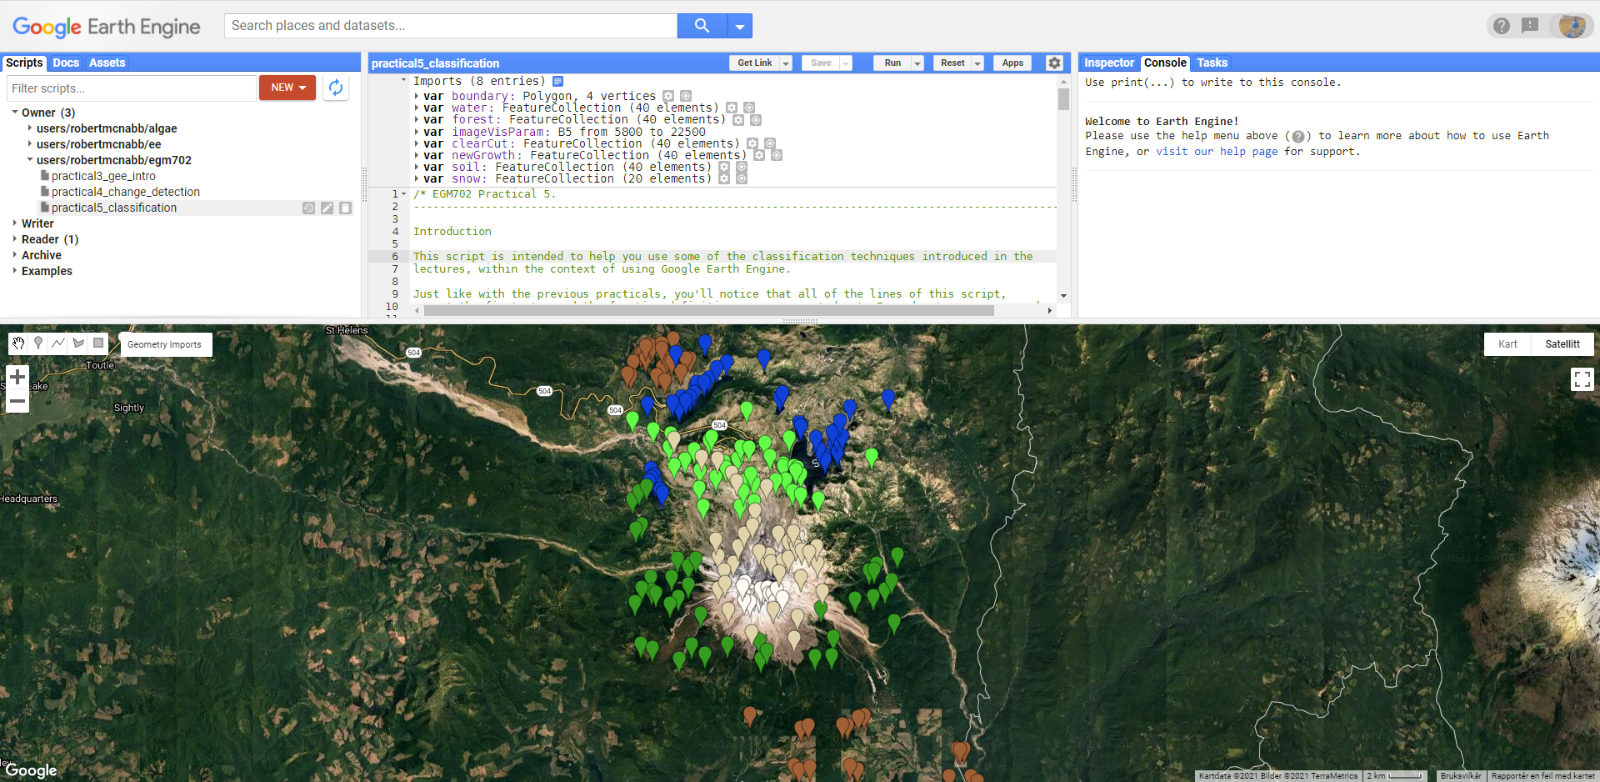 Google Earth Engine
Search places and datasets...
Scripts Docs Assets
Filter scripts...
NEW
Owner (3)
users/robertmcnabb/algae
users/robertmcnabb/ee
users/robertmcnabb/egm702
practical3_gee_intro
practical4_change_detection
practical5_classification
Writer
Reader (1)
Archive
Examples
practical5_classification
Get Link Save Run Reset Apps
Imports (8 entries)
var boundary: Polygon, 4 vertices
var water: FeatureCollection (40 elements)
var forest: FeatureCollection (40 elements)
var imageVisParam: B5 from 5800 to 22500
var clearCut: FeatureCollection (40 elements)
var newGrowth: FeatureCollection (40 elements)
var soil: FeatureCollection (40 elements)
var snow: FeatureCollection (20 elements)
1 /* EGM702 Practical 5.
2
3
4 Introduction
5
6 This script is intended to help you use some of the classification techniques introduced in the
7 lectures, within the context of using Google Earth Engine.
8
9 Just like with the previous practicals, you'll notice that all of the lines of this script,
10
Inspector Console Tasks
Use print(...) to write to this console.
Welcome to Earth Engine!
Please use the help menu above (?) to learn more about how to use Earth
Engine, or visit our help page for support.
Geometry Imports
Kart Satellitt
St Helens
504
Toutle
Lake
504
Sightly
504
504
Headquarters
Google
Kartdata ©2021 Bilder ©2021 TerraMetrics 2 km Bruksvilkår Rapportér en feil med kartet